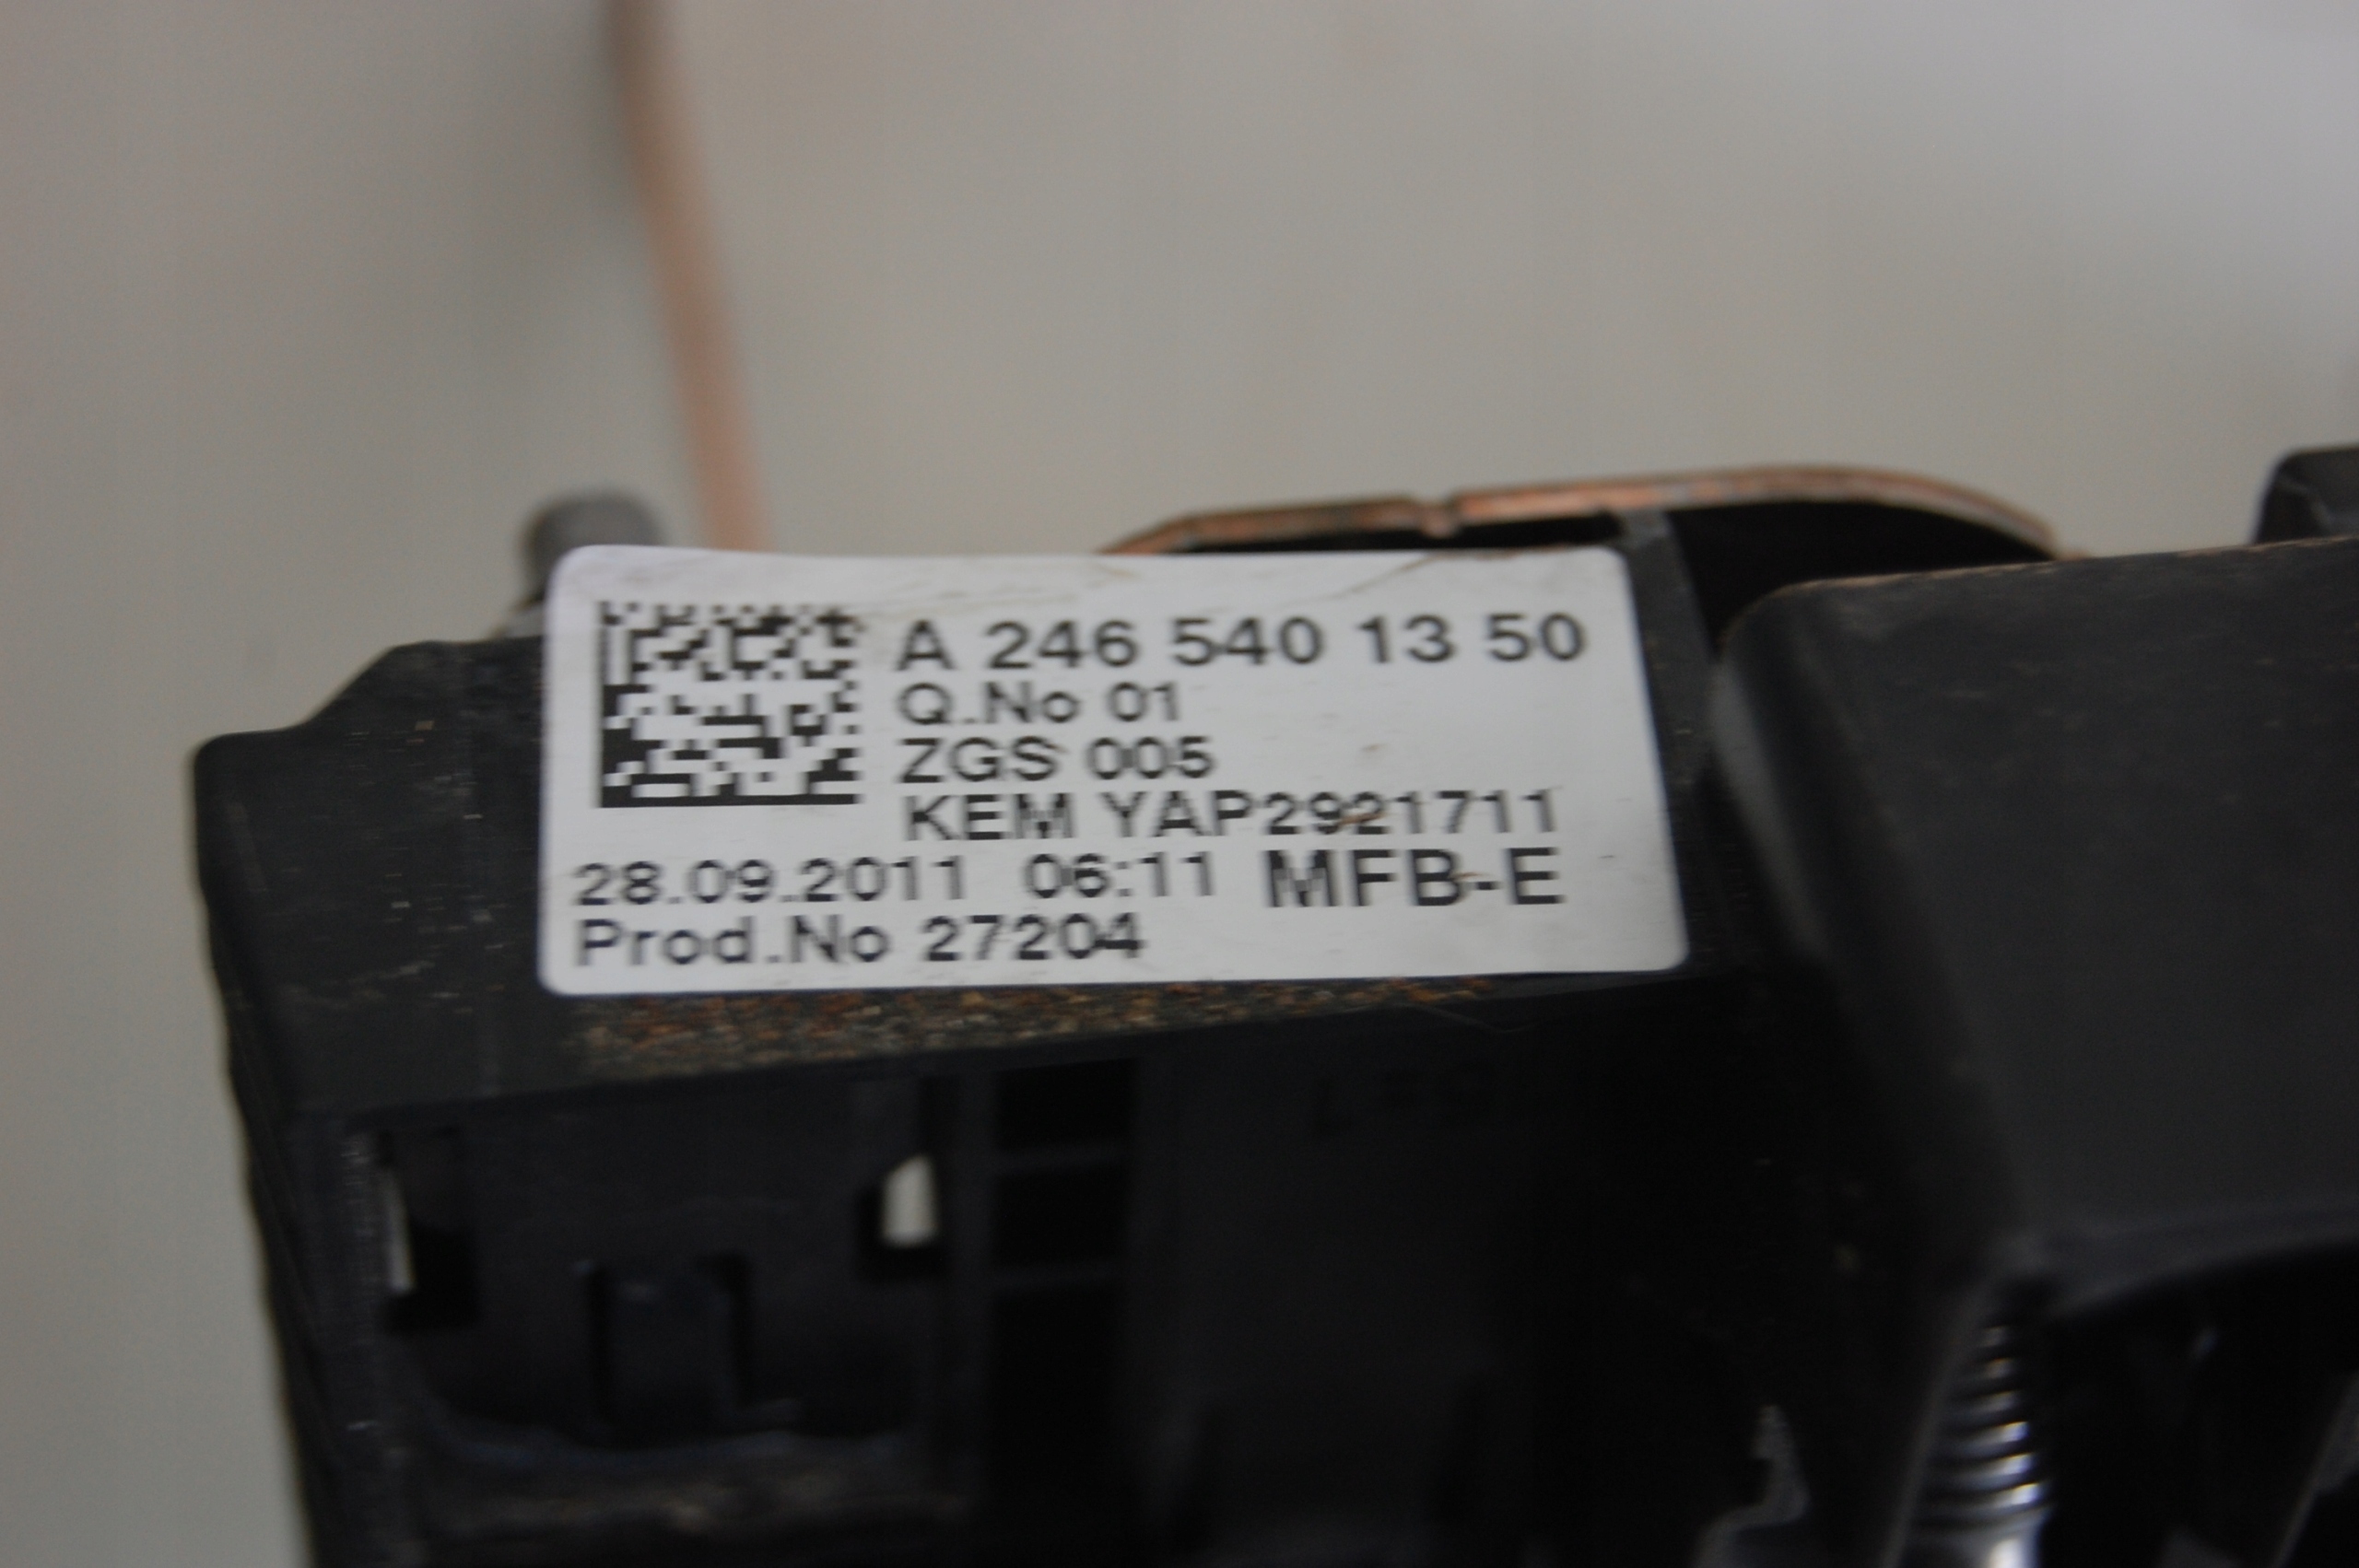 A 246 540 13 50
Q.No 01
ZGS 005
KEM YAP2921711
28.09.2011 06:11 MFB-E
Prod.No 27204